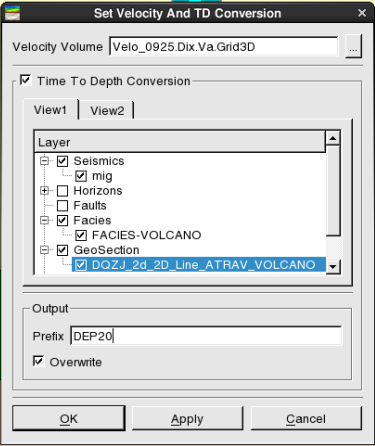 Set Velocity And TD Conversion
Velocity Volume Velo_0925.Dix.Va.Grid3D ...
Time To Depth Conversion
View1 View2
Layer
Seismics
mig
Horizons
Faults
Facies
FACIES-VOLCANO
GeoSection
DQZJ_2d_2D_Line_ATRAV_VOLCANO
Output
Prefix DEP20
Overwrite
OK Apply Cancel